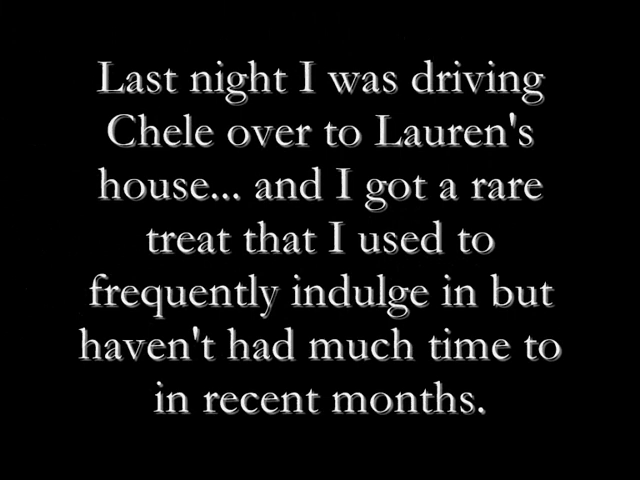 Last night I was driving
Chele over to Lauren's
house... and I got a rare
treat that I used to
frequently indulge in but
haven't had much time to
in recent months.